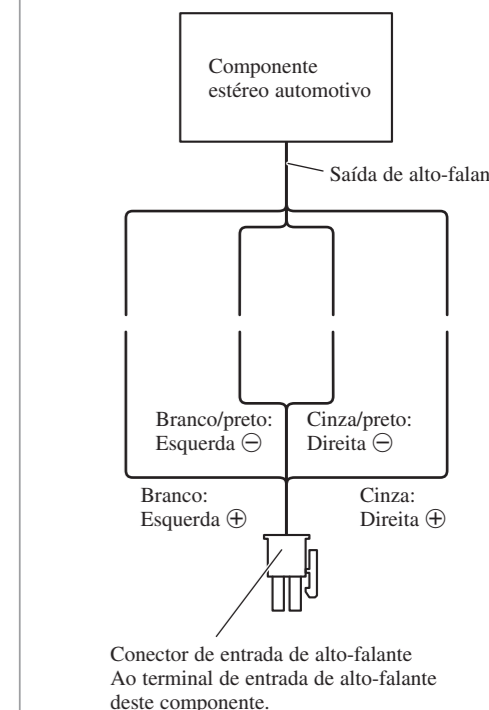 Componente
estéreo automotivo
Saída de alto-falan
Branco/preto:
Esquerda ⊖
Cinza/preto:
Direita ⊖
Branco:
Esquerda ⊕
Cinza:
Direita ⊕
Conector de entrada de alto-falante
Ao terminal de entrada de alto-falante
deste componente.